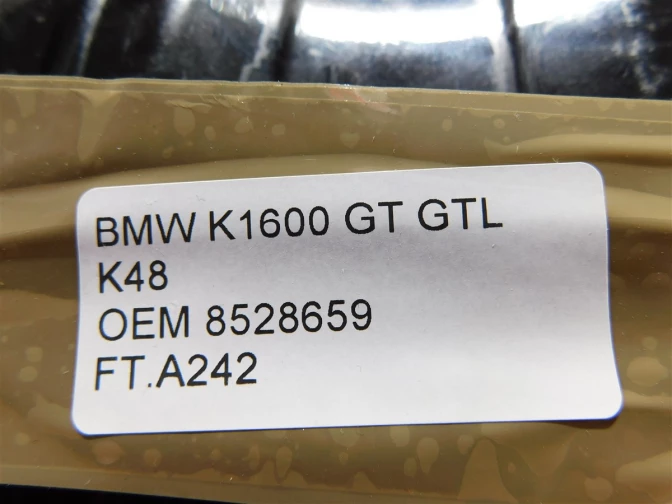 BMW K1600 GT GTL
K48
OEM 8528659
FT.A242